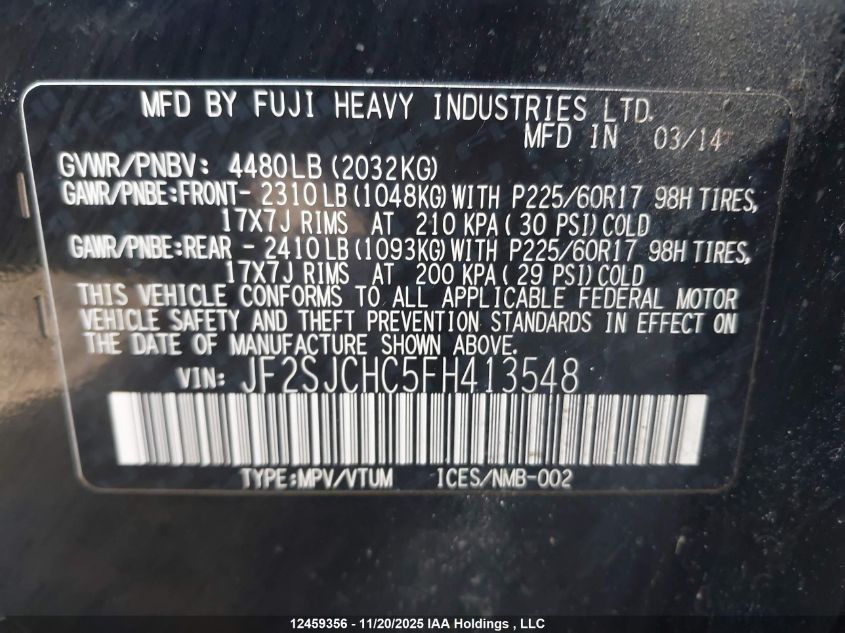 MFD BY FUJI HEAVY INDUSTRIES LTD.
MFD IN 03/14
GVWR/PNBV: 4480LB (2032KG)
GAWR/PNBE:FRONT- 2310LB (1048KG) WITH P225/60R17 98H TIRES,
17X7J RIMS AT 210 KPA ( 30 PSI) COLD
GAWR/PNBE:REAR - 2410LB (1093KG) WITH P225/60R17 98H TIRES,
17X7J RIMS AT 200 KPA ( 29 PSI) COLD
THIS VEHICLE CONFORMS TO ALL APPLICABLE FEDERAL MOTOR
VEHICLE SAFETY AND THEFT PREVENTION STANDARDS IN EFFECT ON
THE DATE OF MANUFACTURE SHOWN ABOVE.
VIN: JF2SJCHC5FH413548
TYPE:MPV/VTUM ICES/NMB-002
12459356 - 11/20/2025 IAA Holdings , LLC